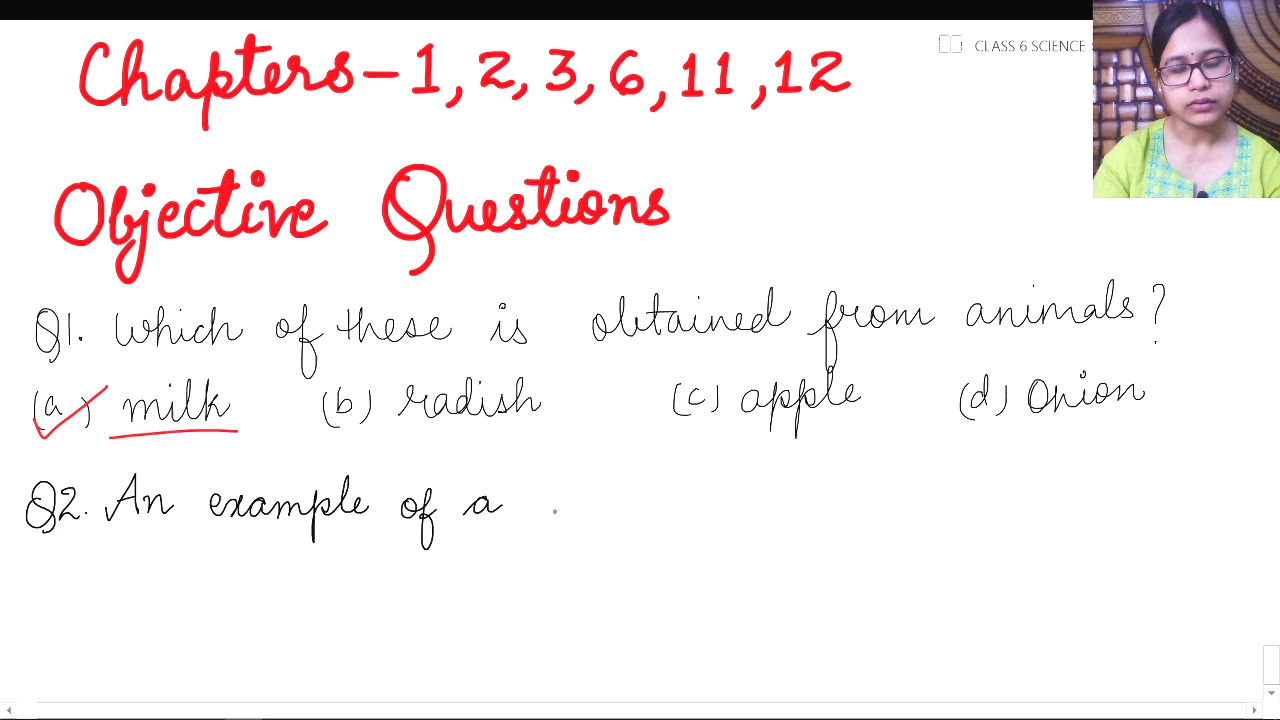 CLASS 6 SCIENCE
Chapters-1, 2, 3, 6, 11, 12
Objective Questions
Q1. Which of these is obtained from animals?
(a) milk (b) radish (c) apple (d) Onion
Q2. An example of a